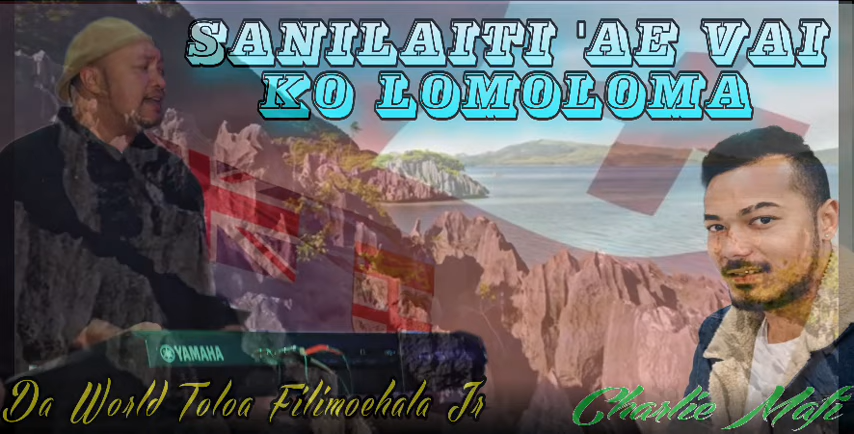 SANILAITI 'AE VAI
KO LOMOLOMA
YAMAHA
Da World Toloa Filimoehala Jr
Charlie Mafi